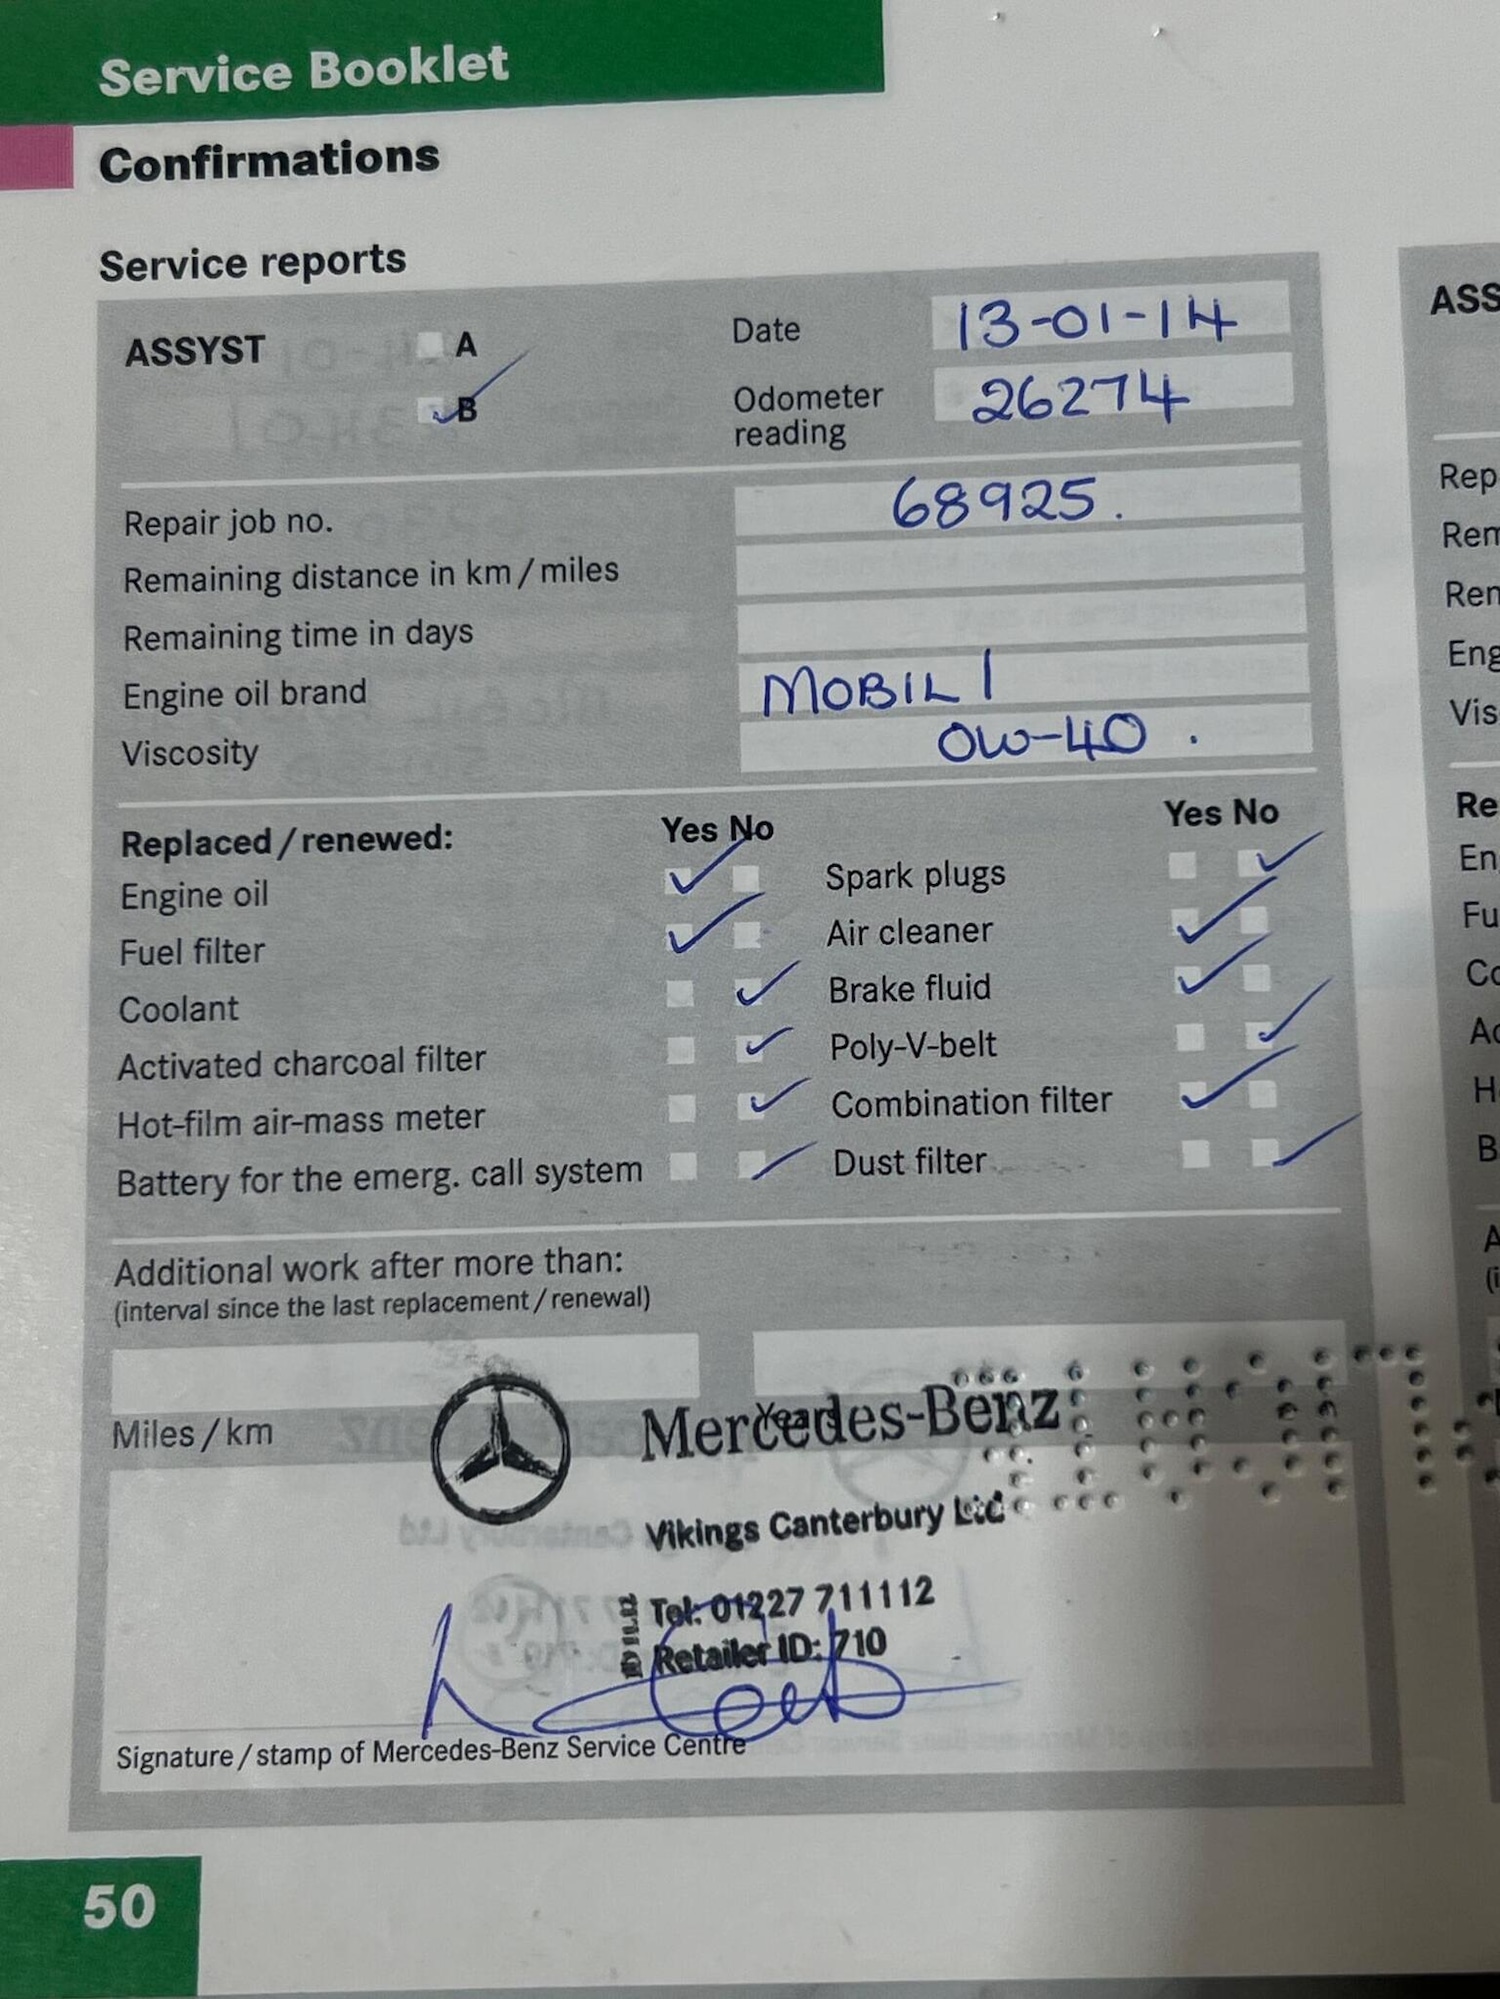 Service Booklet
Confirmations
Service reports
ASSYST A
B
Date 13-01-14
Odometer reading 26274
Repair job no. 68925.
Remaining distance in km/miles
Remaining time in days
Engine oil brand MOBIL 1
Viscosity 0W-40.
Replaced/renewed: Yes No
Engine oil
Fuel filter
Coolant
Activated charcoal filter
Hot-film air-mass meter
Battery for the emerg. call system
Yes No
Spark plugs
Air cleaner
Brake fluid
Poly-V-belt
Combination filter
Dust filter
Additional work after more than:
(interval since the last replacement/renewal)
Miles/km
Years
Mercedes-Benz
Vikings Canterbury Ltd
Tel: 01227 711112
Retailer ID: 710
Signature/stamp of Mercedes-Benz Service Centre
50
ASS
Rep
Rem
Rem
Eng
Vis
Re
En
Fu
Co
Ac
H
B
A
(i